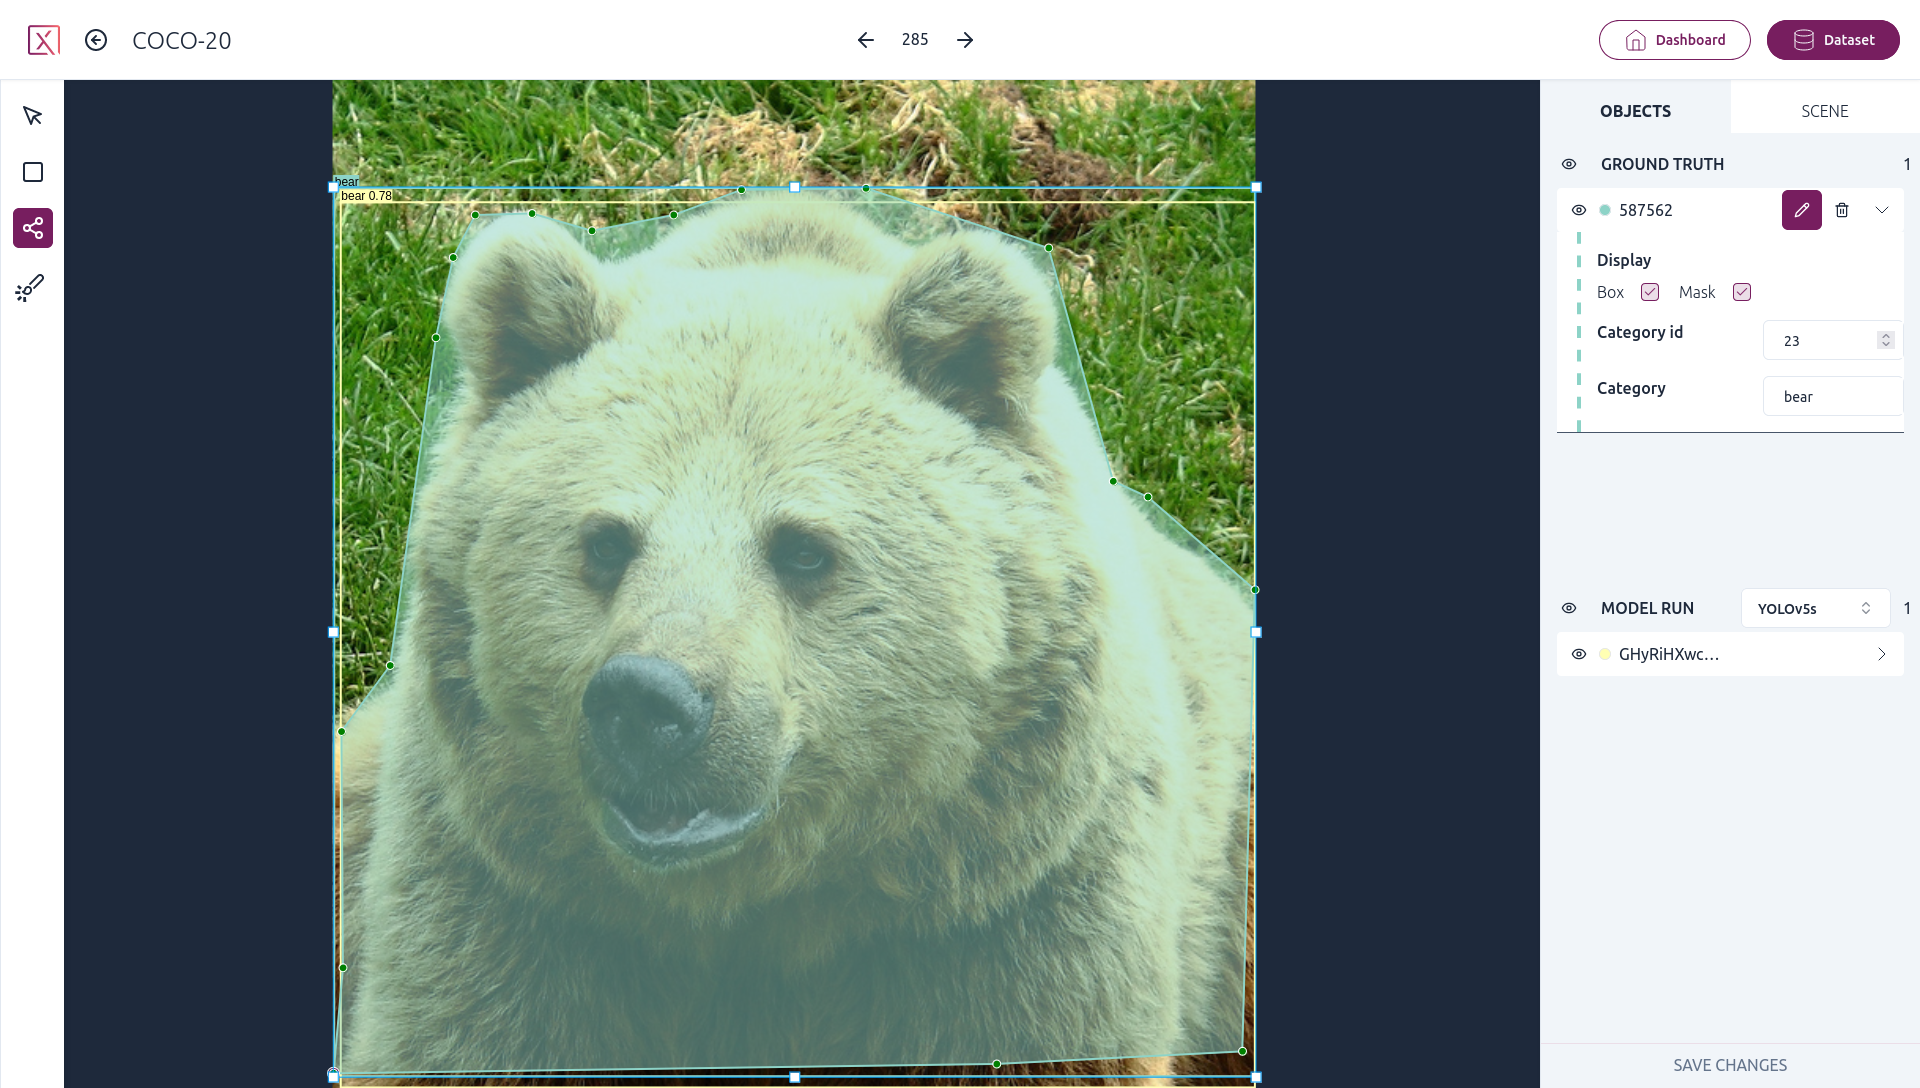 COCO-20
285
Dashboard
Dataset
OBJECTS
SCENE
GROUND TRUTH
1
587562
Display
Box
Mask
Category id
23
Category
bear
MODEL RUN
YOLOv5s
1
GHyRiHXwc...
SAVE CHANGES
bear
bear 0.78